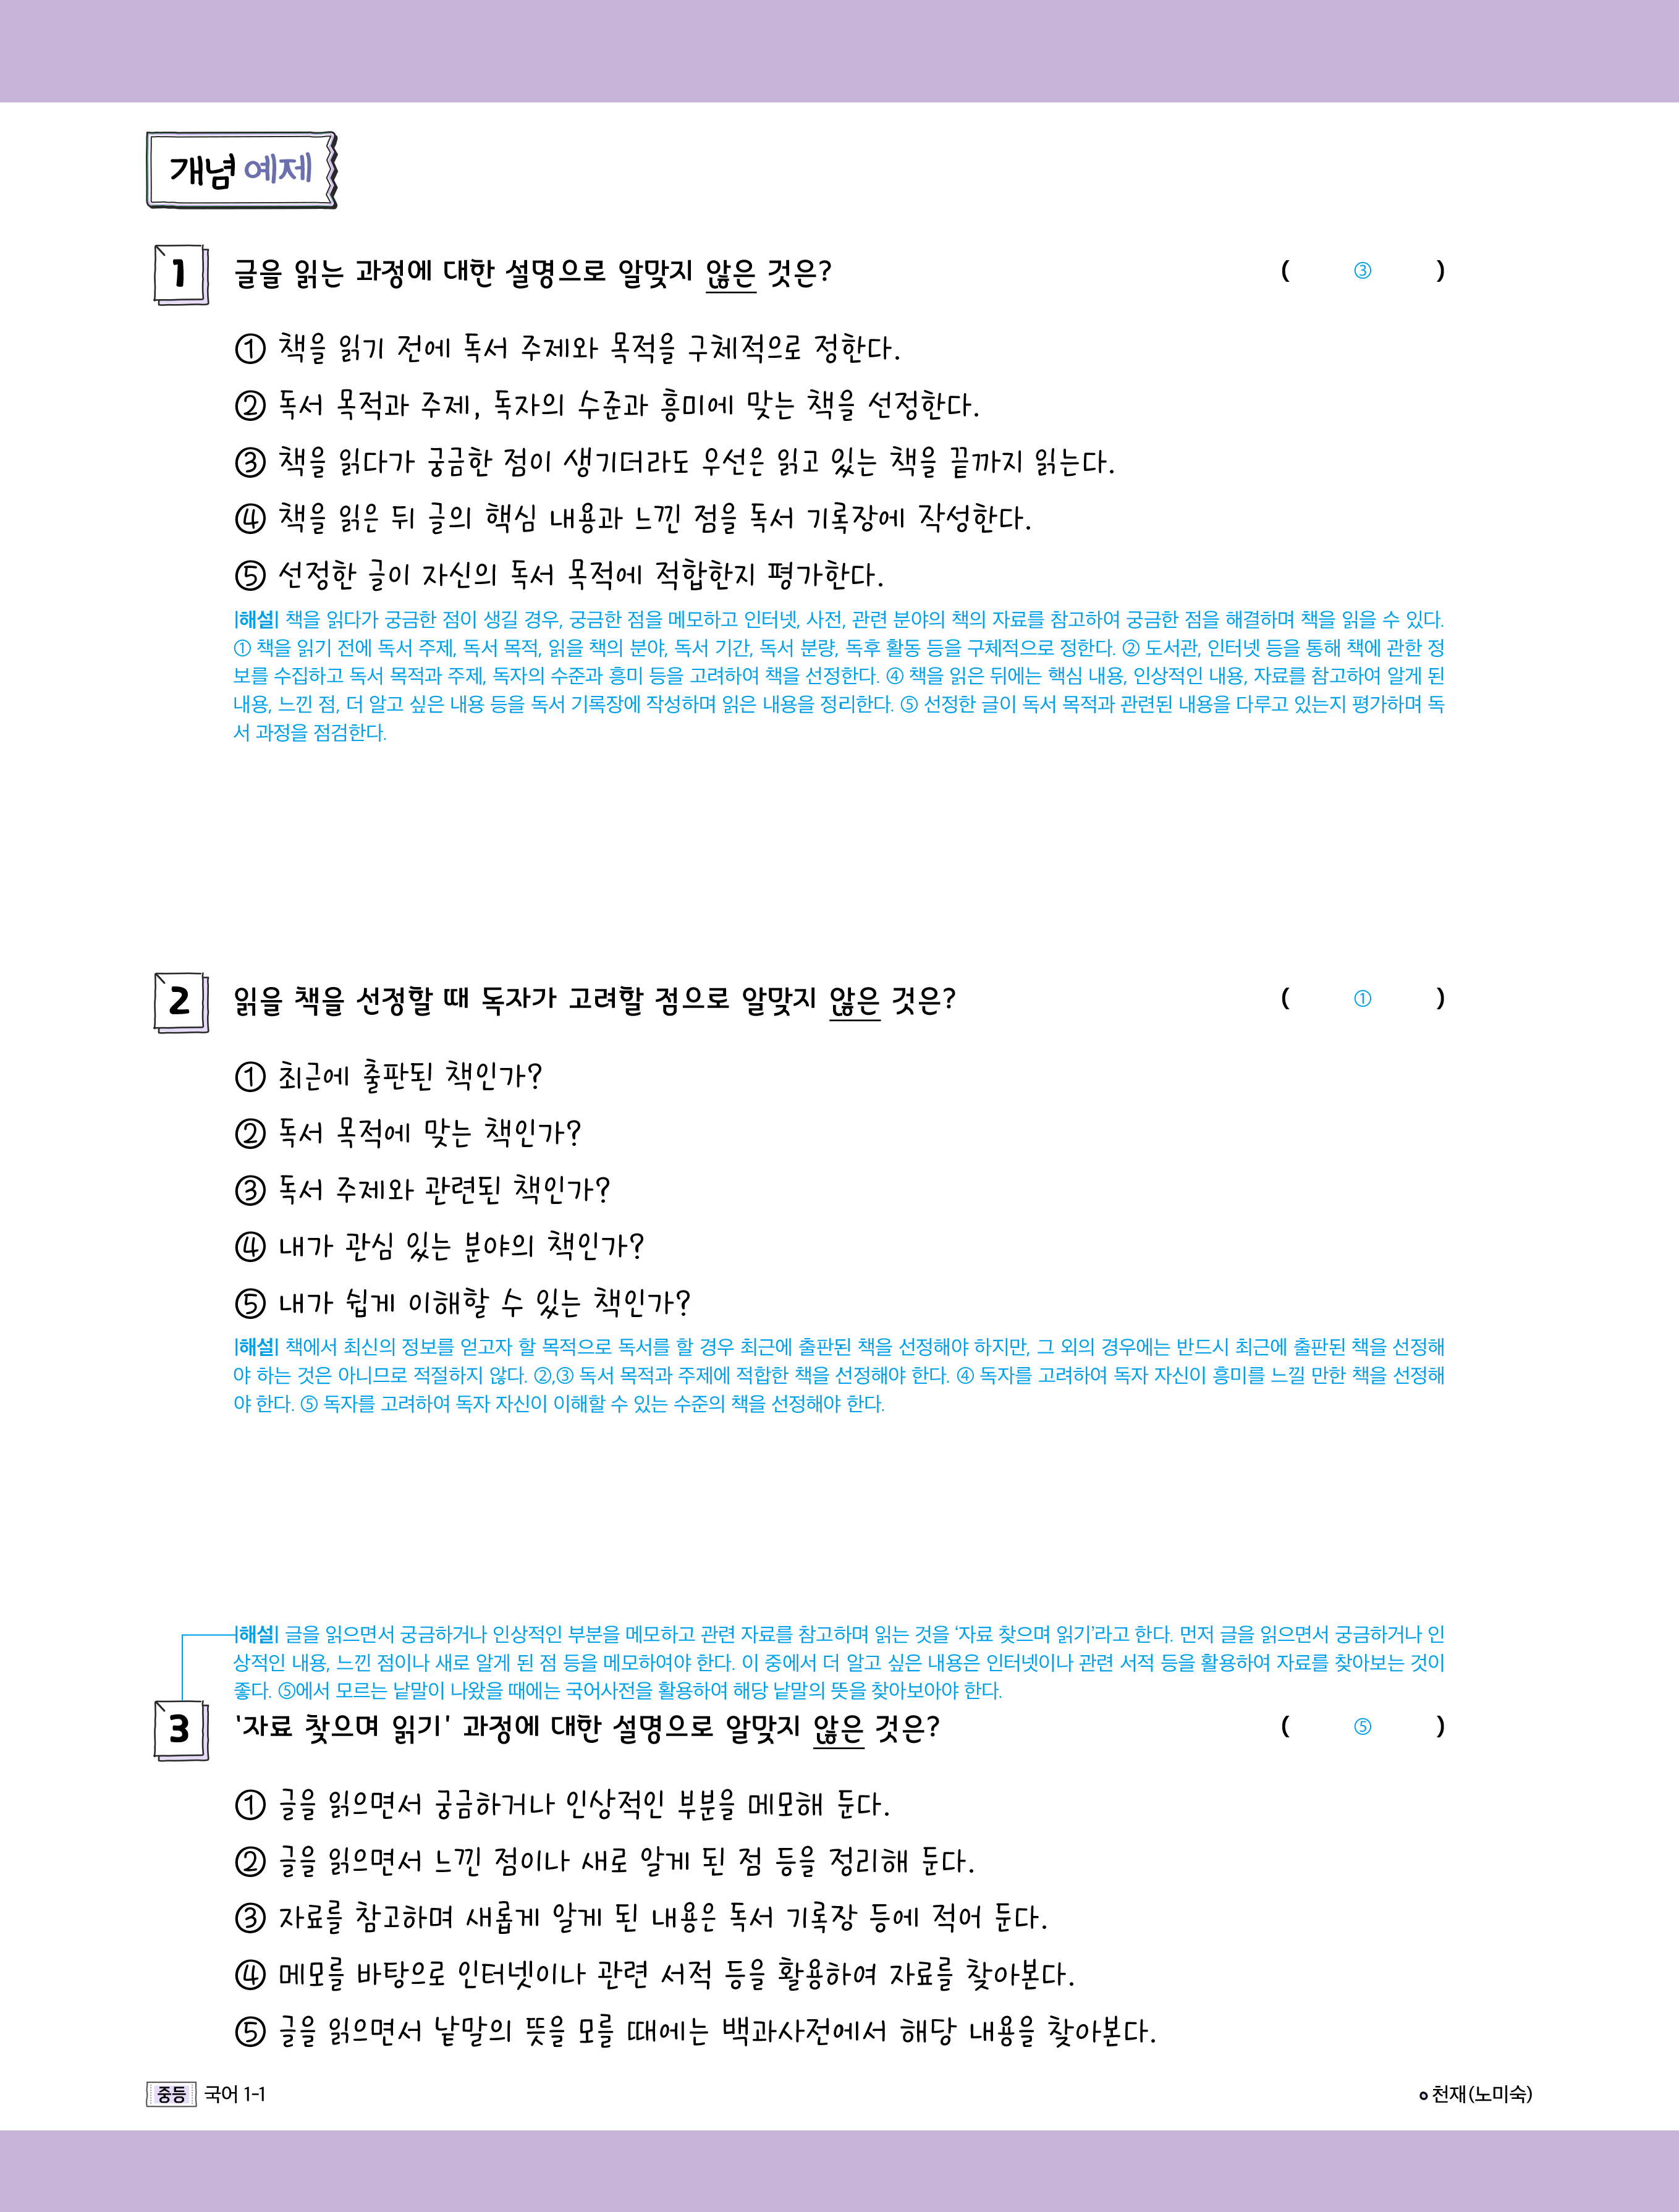 개념 예제
1 글을 읽는 과정에 대한 설명으로 알맞지 않은 것은? ( ③ )
① 책을 읽기 전에 독서 주제와 목적을 구체적으로 정한다.
② 독서 목적과 주제, 독자의 수준과 흥미에 맞는 책을 선정한다.
③ 책을 읽다가 궁금한 점이 생기더라도 우선은 읽고 있는 책을 끝까지 읽는다.
④ 책을 읽은 뒤 글의 핵심 내용과 느낀 점을 독서 기록장에 작성한다.
⑤ 선정한 글이 자신의 독서 목적에 적합한지 평가한다.
|해설| 책을 읽다가 궁금한 점이 생길 경우, 궁금한 점을 메모하고 인터넷, 사전, 관련 분야의 책의 자료를 참고하여 궁금한 점을 해결하며 책을 읽을 수 있다.
① 책을 읽기 전에 독서 주제, 독서 목적, 읽을 책의 분야, 독서 기간, 독서 분량, 독후 활동 등을 구체적으로 정한다. ② 도서관, 인터넷 등을 통해 책에 관한 정
보를 수집하고 독서 목적과 주제, 독자의 수준과 흥미 등을 고려하여 책을 선정한다. ④ 책을 읽은 뒤에는 핵심 내용, 인상적인 내용, 자료를 참고하여 알게 된
내용, 느낀 점, 더 알고 싶은 내용 등을 독서 기록장에 작성하며 읽은 내용을 정리한다. ⑤ 선정한 글이 독서 목적과 관련된 내용을 다루고 있는지 평가하며 독
서 과정을 점검한다.
2 읽을 책을 선정할 때 독자가 고려할 점으로 알맞지 않은 것은? ( ① )
① 최근에 출판된 책인가?
② 독서 목적에 맞는 책인가?
③ 독서 주제와 관련된 책인가?
④ 내가 관심 있는 분야의 책인가?
⑤ 내가 쉽게 이해할 수 있는 책인가?
|해설| 책에서 최신의 정보를 얻고자 할 목적으로 독서를 할 경우 최근에 출판된 책을 선정해야 하지만, 그 외의 경우에는 반드시 최근에 출판된 책을 선정해
야 하는 것은 아니므로 적절하지 않다. ②,③ 독서 목적과 주제에 적합한 책을 선정해야 한다. ④ 독자를 고려하여 독자 자신이 흥미를 느낄 만한 책을 선정해
야 한다. ⑤ 독자를 고려하여 독자 자신이 이해할 수 있는 수준의 책을 선정해야 한다.
|해설| 글을 읽으면서 궁금하거나 인상적인 부분을 메모하고 관련 자료를 참고하며 읽는 것을 ‘자료 찾으며 읽기’라고 한다. 먼저 글을 읽으면서 궁금하거나 인
상적인 내용, 느낀 점이나 새로 알게 된 점 등을 메모하여야 한다. 이 중에서 더 알고 싶은 내용은 인터넷이나 관련 서적 등을 활용하여 자료를 찾아보는 것이
좋다. ⑤에서 모르는 낱말이 나왔을 때에는 국어사전을 활용하여 해당 낱말의 뜻을 찾아보아야 한다.
3 '자료 찾으며 읽기' 과정에 대한 설명으로 알맞지 않은 것은? ( ⑤ )
① 글을 읽으면서 궁금하거나 인상적인 부분을 메모해 둔다.
② 글을 읽으면서 느낀 점이나 새로 알게 된 점 등을 정리해 둔다.
③ 자료를 참고하며 새롭게 알게 된 내용은 독서 기록장 등에 적어 둔다.
④ 메모를 바탕으로 인터넷이나 관련 서적 등을 활용하여 자료를 찾아본다.
⑤ 글을 읽으면서 낱말의 뜻을 모를 때에는 백과사전에서 해당 내용을 찾아본다.
중등 국어 1-1
천재(노미숙)